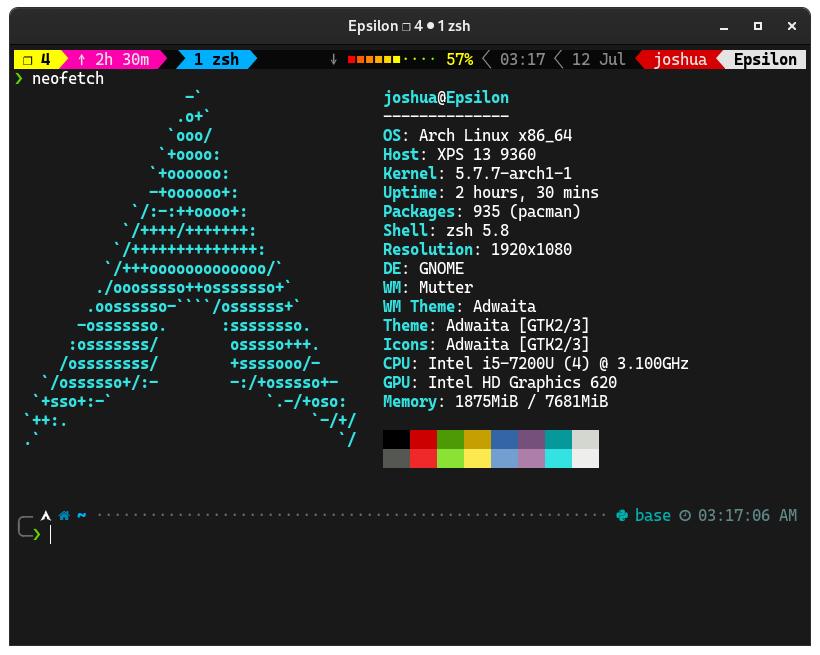 Epsilon ❐ 4 ● 1 zsh
❐ 4 ↑ 2h 30m 1 zsh ↓ 57% 03:17 12 Jul joshua Epsilon
❯ neofetch
-`
.o+`
`ooo/
`+oooo:
`+oooooo:
-+oooooo+:
`/:-:++oooo+:
`/++++/+++++++:
`/++++++++++++++:
`/+++ooooooooooooo/`
./ooosssso++osssssso+`
.oossssso-````/ossssss+`
-osssssso. :ssssssso.
:osssssss/ osssso+++.
/ossssssss/ +ssssooo/-
`/ossssso+/:- -:/+osssso+-
`+sso+:-` `.-/+oso:
`++:. `-/+/
.` `/
joshua@Epsilon
--------------
OS: Arch Linux x86_64
Host: XPS 13 9360
Kernel: 5.7.7-arch1-1
Uptime: 2 hours, 30 mins
Packages: 935 (pacman)
Shell: zsh 5.8
Resolution: 1920x1080
DE: GNOME
WM: Mutter
WM Theme: Adwaita
Theme: Adwaita [GTK2/3]
Icons: Adwaita [GTK2/3]
CPU: Intel i5-7200U (4) @ 3.100GHz
GPU: Intel HD Graphics 620
Memory: 1875MiB / 7681MiB
~ base 03:17:06 AM
❯